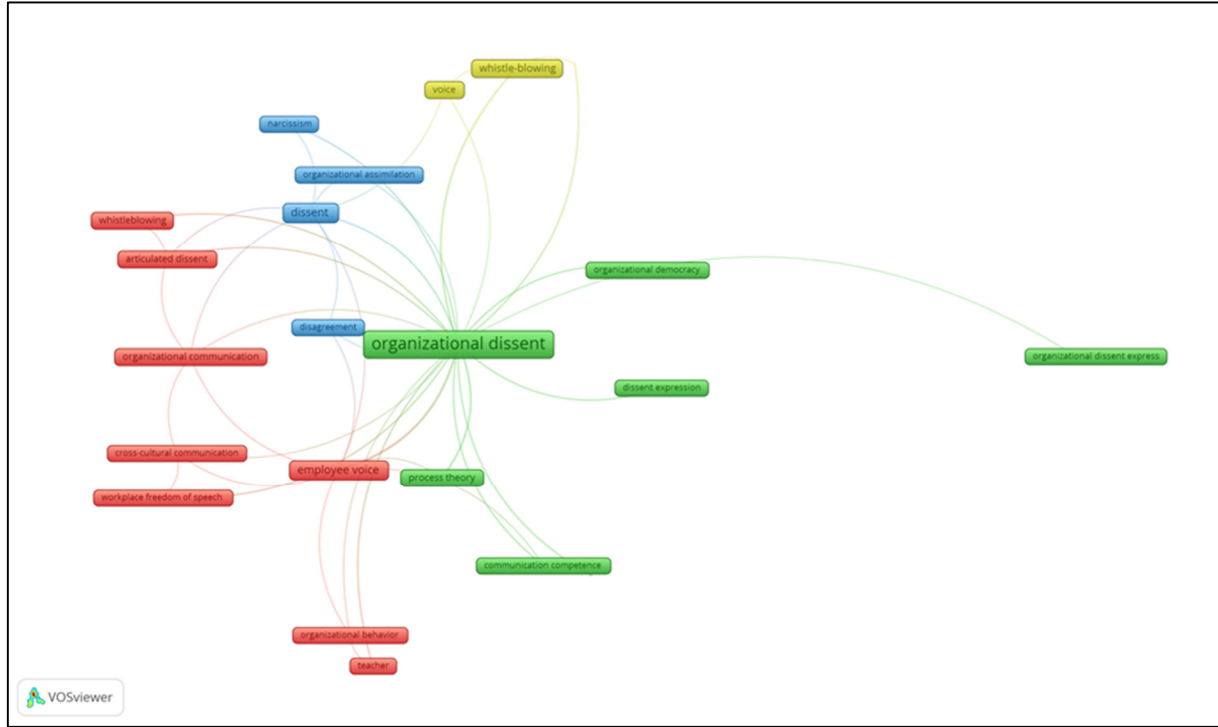 whistle-blowing
voice
narcissism
organizational assimilation
dissent
whistleblowing
articulated dissent
organizational democracy
disagreement
organizational dissent
organizational communication
organizational dissent express
dissent expression
cross-cultural communication
employee voice
process theory
workplace freedom of speech
communication competence
organizational behavior
teacher
VOSviewer